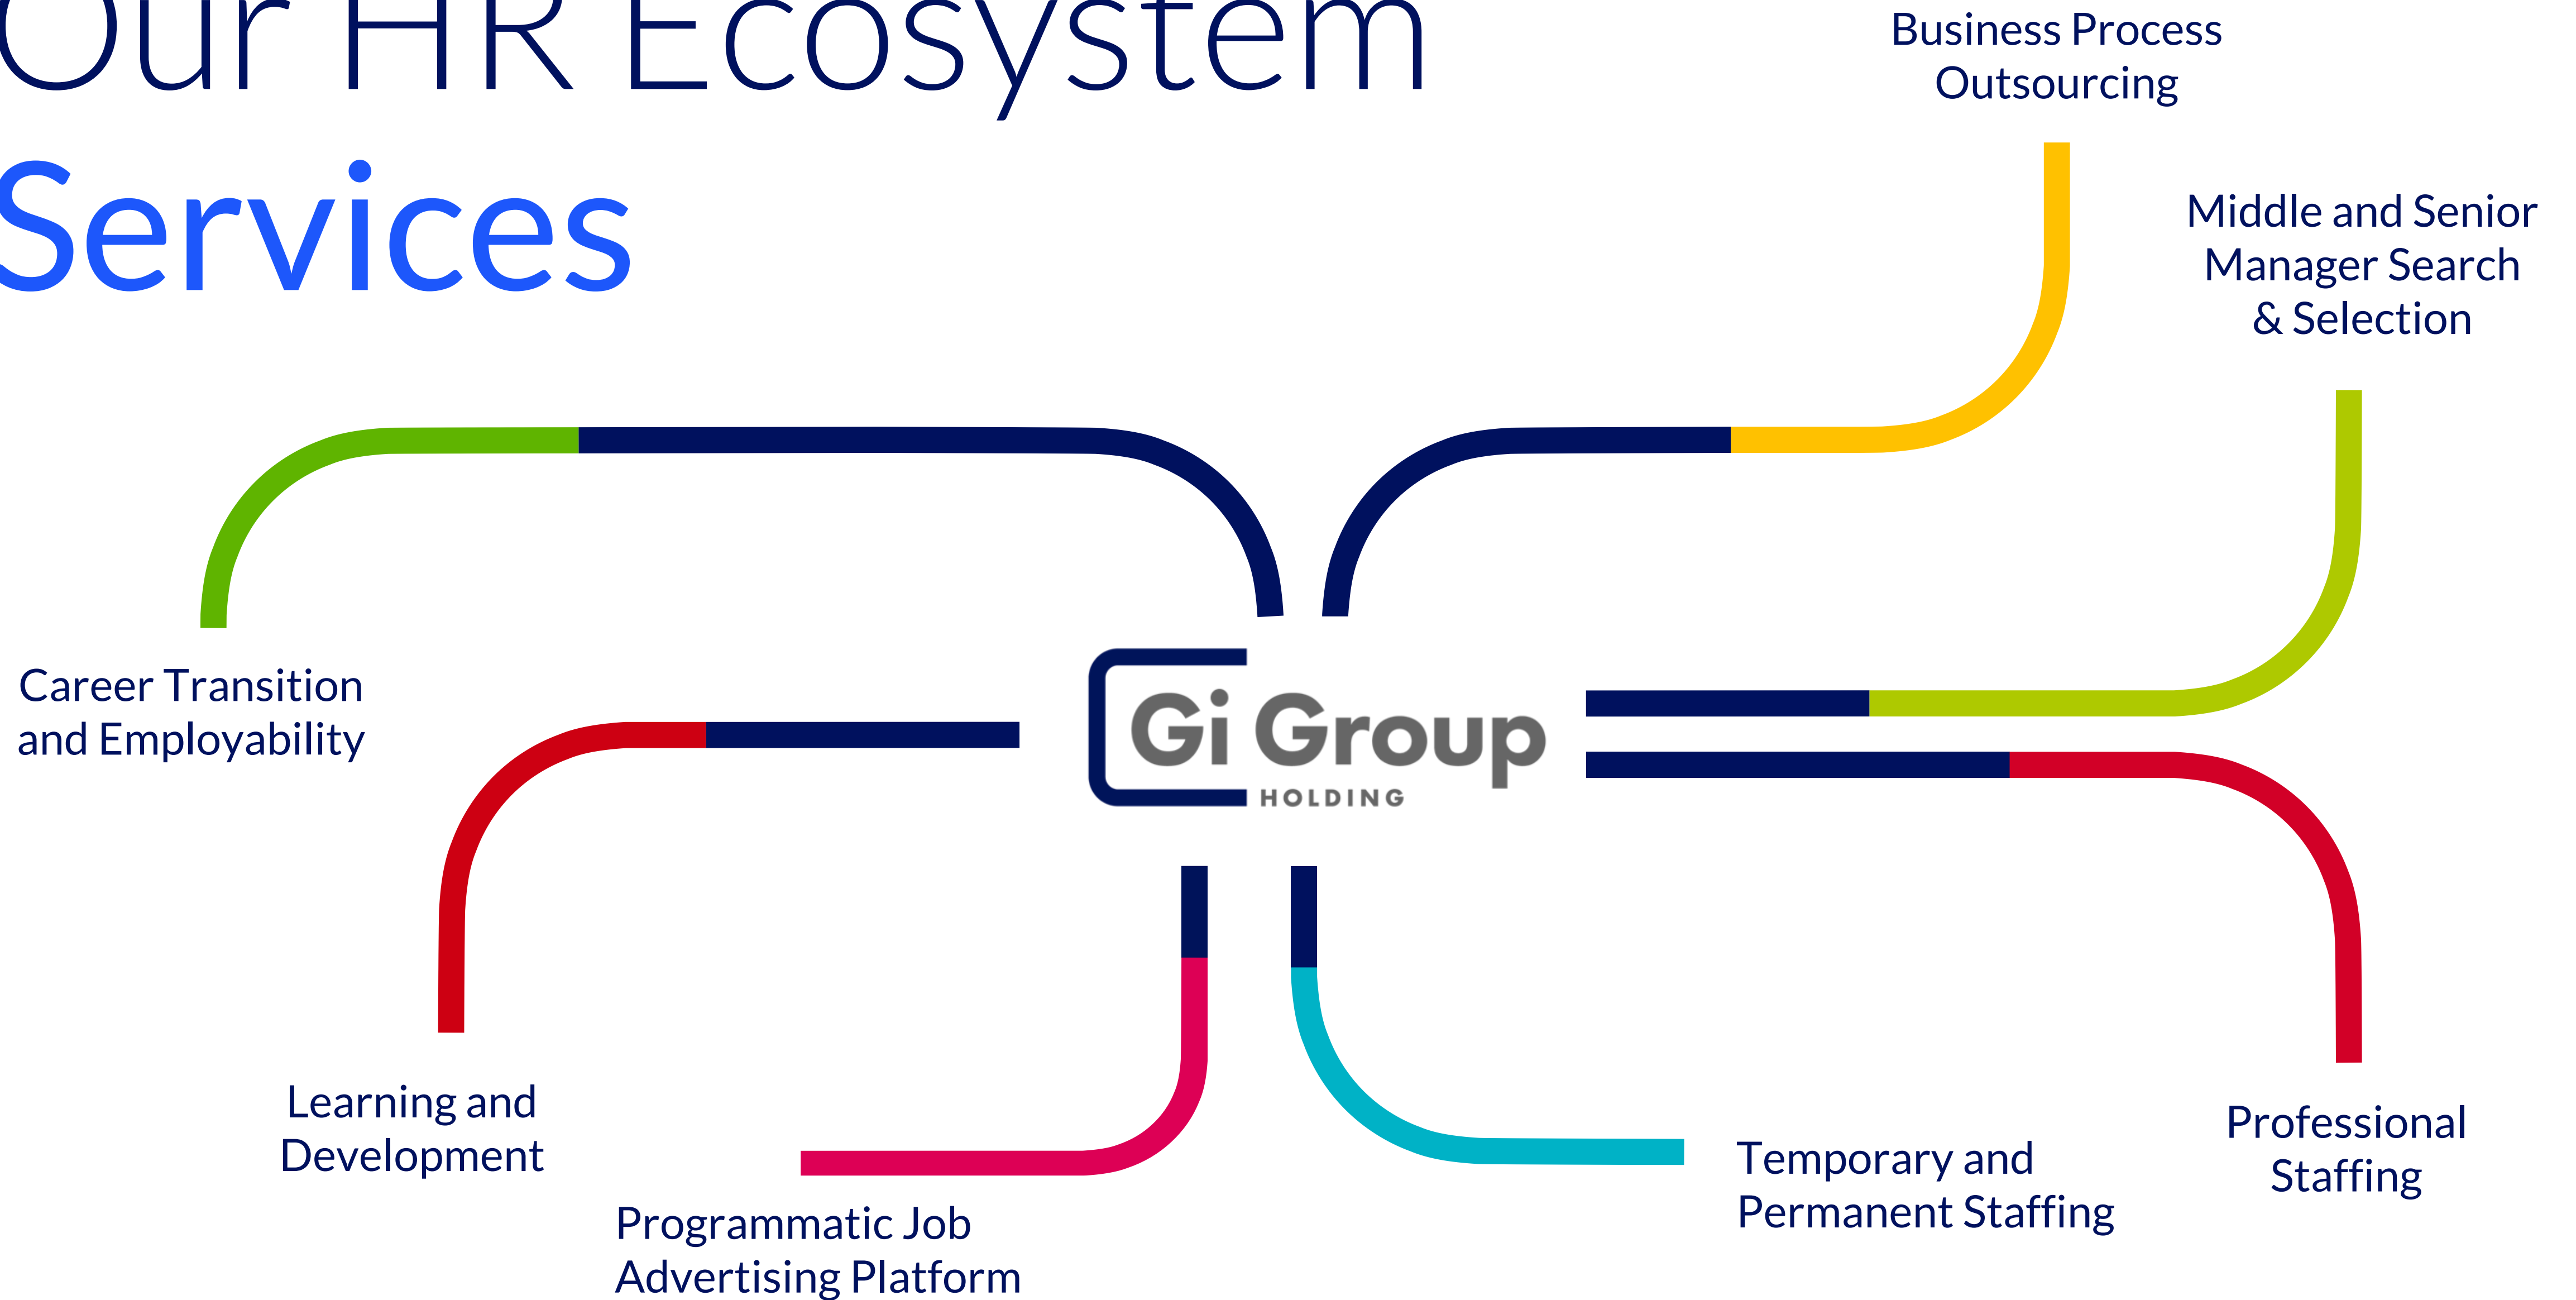 Our HR Ecosystem
Services
Business Process
Outsourcing
Middle and Senior
Manager Search
& Selection
Career Transition
and Employability
Gi Group
HOLDING
Learning and
Development
Programmatic Job
Advertising Platform
Temporary and
Permanent Staffing
Professional
Staffing